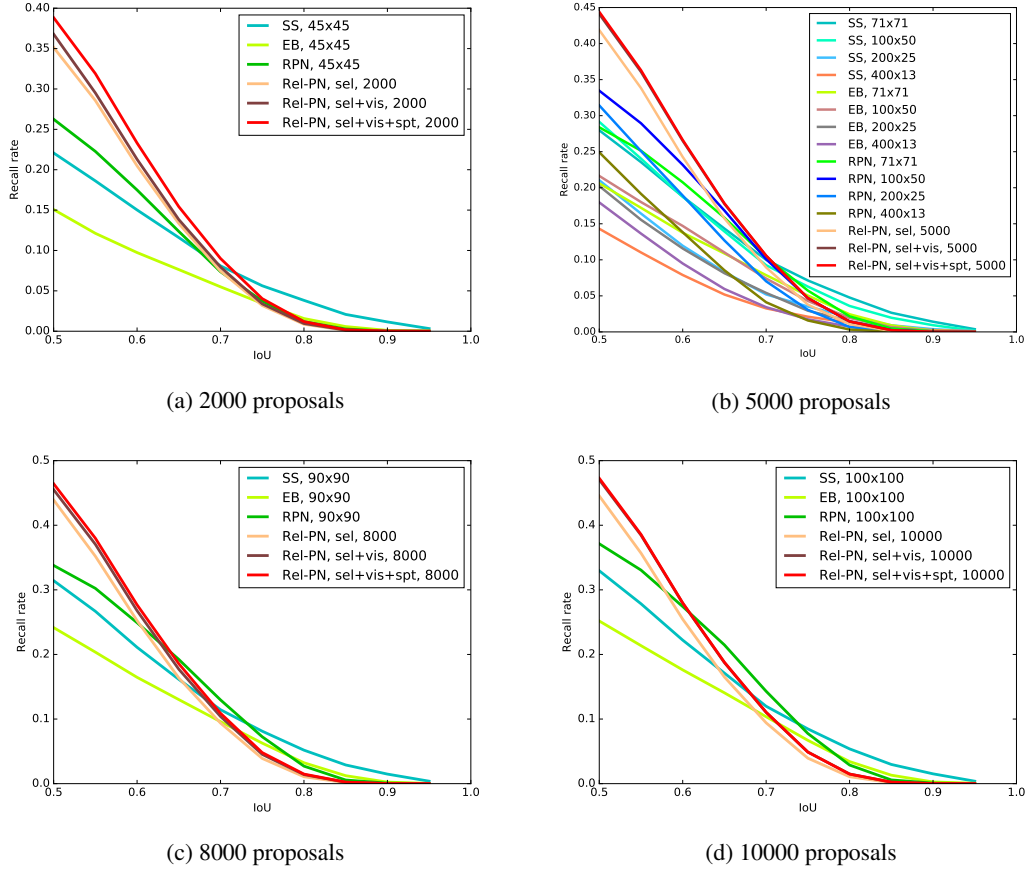 0.40
0.35
0.30
0.25
0.20
0.15
0.10
0.05
0.00
Recall rate
0.5 0.6 0.7 0.8 0.9 1.0
IoU
SS, 45x45
EB, 45x45
RPN, 45x45
Rel-PN, sel, 2000
Rel-PN, sel+vis, 2000
Rel-PN, sel+vis+spt, 2000
(a) 2000 proposals
0.45
0.40
0.35
0.30
0.25
0.20
0.15
0.10
0.05
0.00
Recall rate
0.5 0.6 0.7 0.8 0.9 1.0
IoU
SS, 71x71
SS, 100x50
SS, 200x25
SS, 400x13
EB, 71x71
EB, 100x50
EB, 200x25
EB, 400x13
RPN, 71x71
RPN, 100x50
RPN, 200x25
RPN, 400x13
Rel-PN, sel, 5000
Rel-PN, sel+vis, 5000
Rel-PN, sel+vis+spt, 5000
(b) 5000 proposals
0.5
0.4
0.3
0.2
0.1
0.0
Recall rate
0.5 0.6 0.7 0.8 0.9 1.0
IoU
SS, 90x90
EB, 90x90
RPN, 90x90
Rel-PN, sel, 8000
Rel-PN, sel+vis, 8000
Rel-PN, sel+vis+spt, 8000
(c) 8000 proposals
0.5
0.4
0.3
0.2
0.1
0.0
Recall rate
0.5 0.6 0.7 0.8 0.9 1.0
IoU
SS, 100x100
EB, 100x100
RPN, 100x100
Rel-PN, sel, 10000
Rel-PN, sel+vis, 10000
Rel-PN, sel+vis+spt, 10000
(d) 10000 proposals